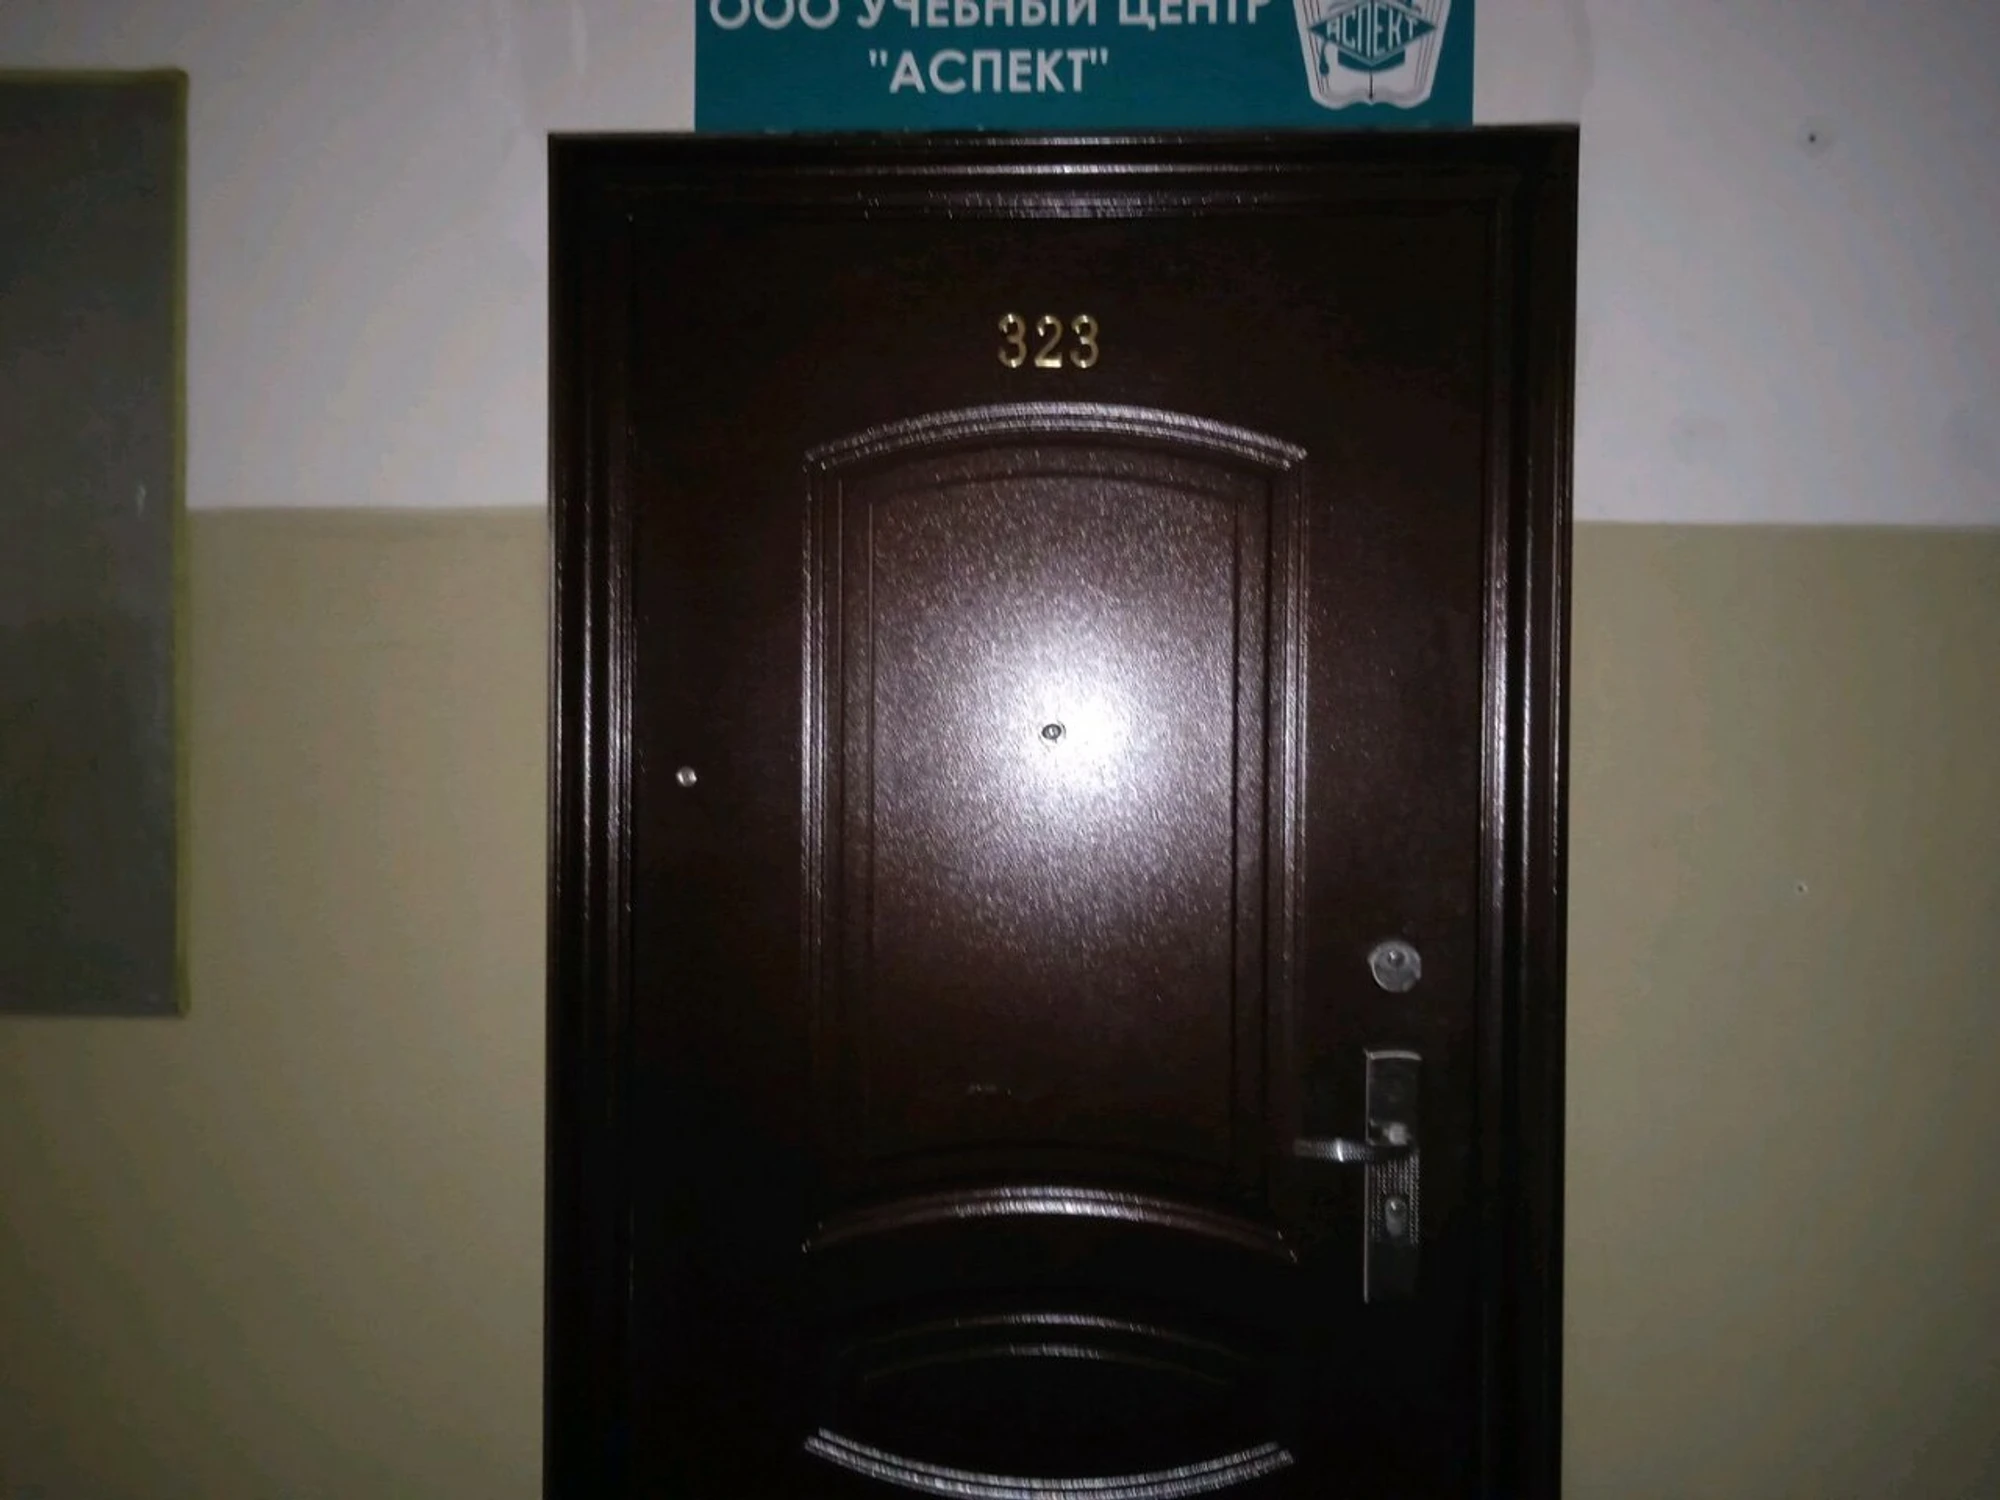 ООО УЧЕБНЫЙ ЦЕНТР
"АСПЕКТ"
АСПЕКТ
323